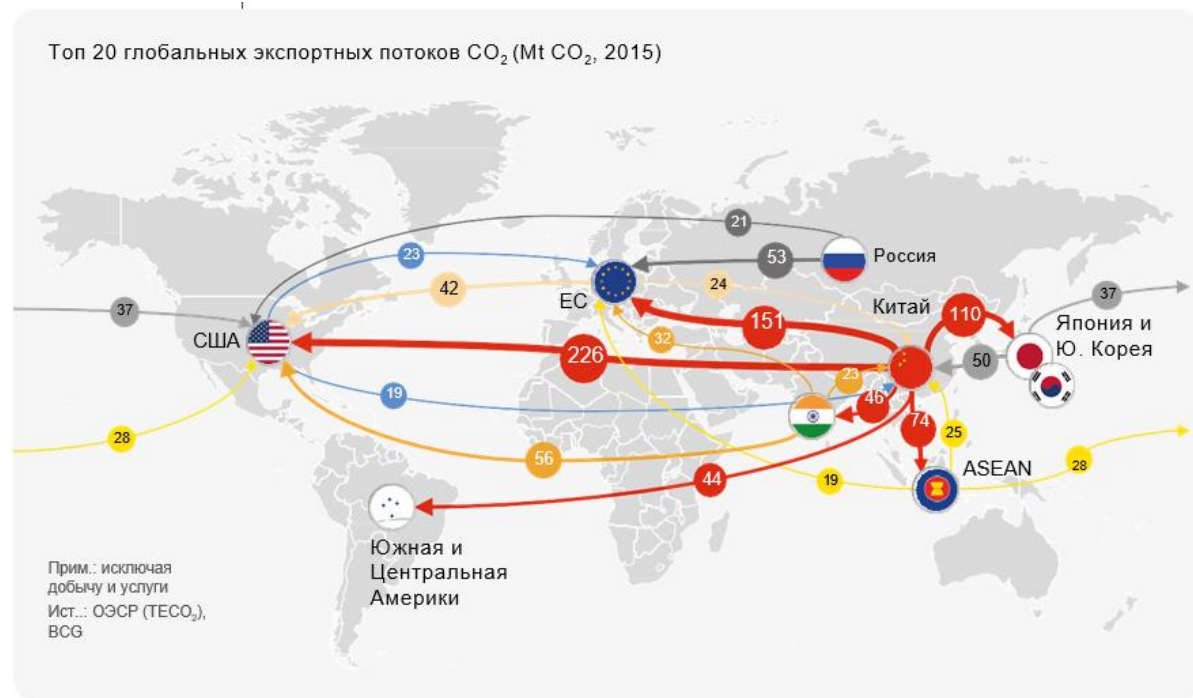 Топ 20 глобальных экспортных потоков CO₂ (Mt CO₂, 2015)
21
23
53
Россия
42
24
ЕС
Китай
37
37
110
151
США
Япония и
Ю. Корея
32
226
50
23
19
46
74
28
25
56
ASEAN
28
44
19
Южная и
Центральная
Америки
Прим.: исключая
добычу и услуги
Ист..: ОЭСР (TECO₂),
BCG